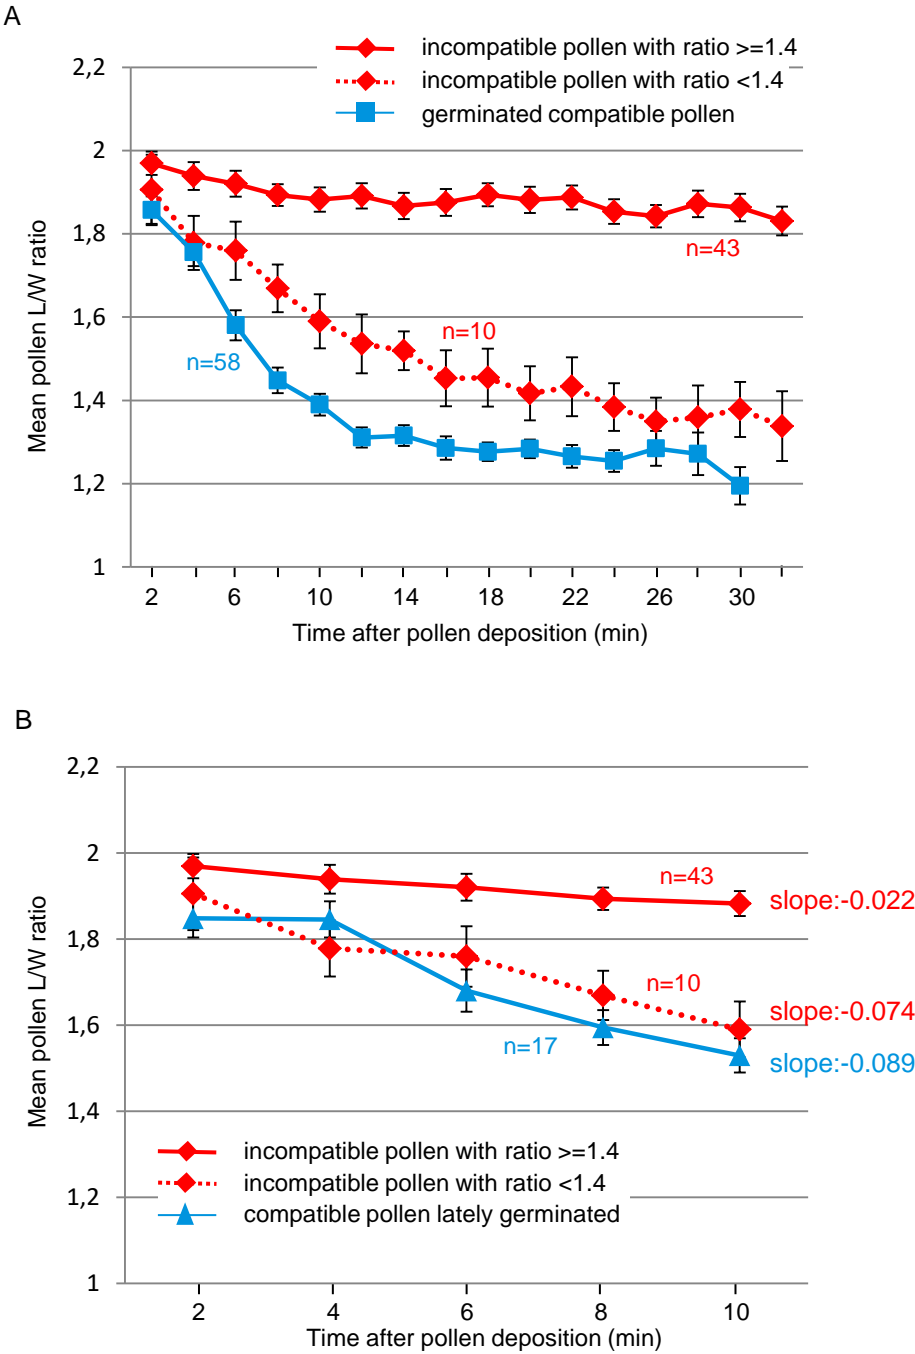 A
incompatible pollen with ratio >=1.4
incompatible pollen with ratio <1.4
germinated compatible pollen
2,2
2
1,8
1,6
1,4
1,2
1
Mean pollen L/W ratio
n=43
n=10
n=58
2 6 10 14 18 22 26 30
Time after pollen deposition (min)
B
2,2
2
1,8
1,6
1,4
1,2
1
Mean pollen L/W ratio
n=43
slope:-0.022
n=10
slope:-0.074
n=17
slope:-0.089
incompatible pollen with ratio >=1.4
incompatible pollen with ratio <1.4
compatible pollen lately germinated
2 4 6 8 10
Time after pollen deposition (min)